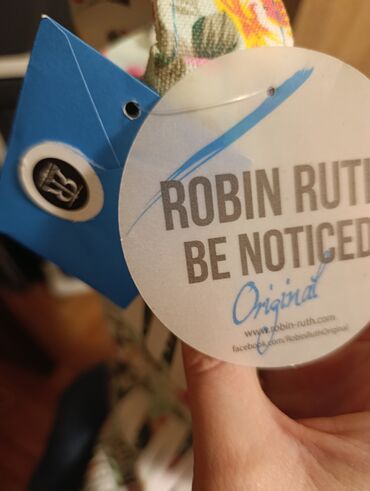 ROBIN RUTH
BE NOTICED
Original
www.robin-ruth.com
facebook.com/RobinRuthOriginal